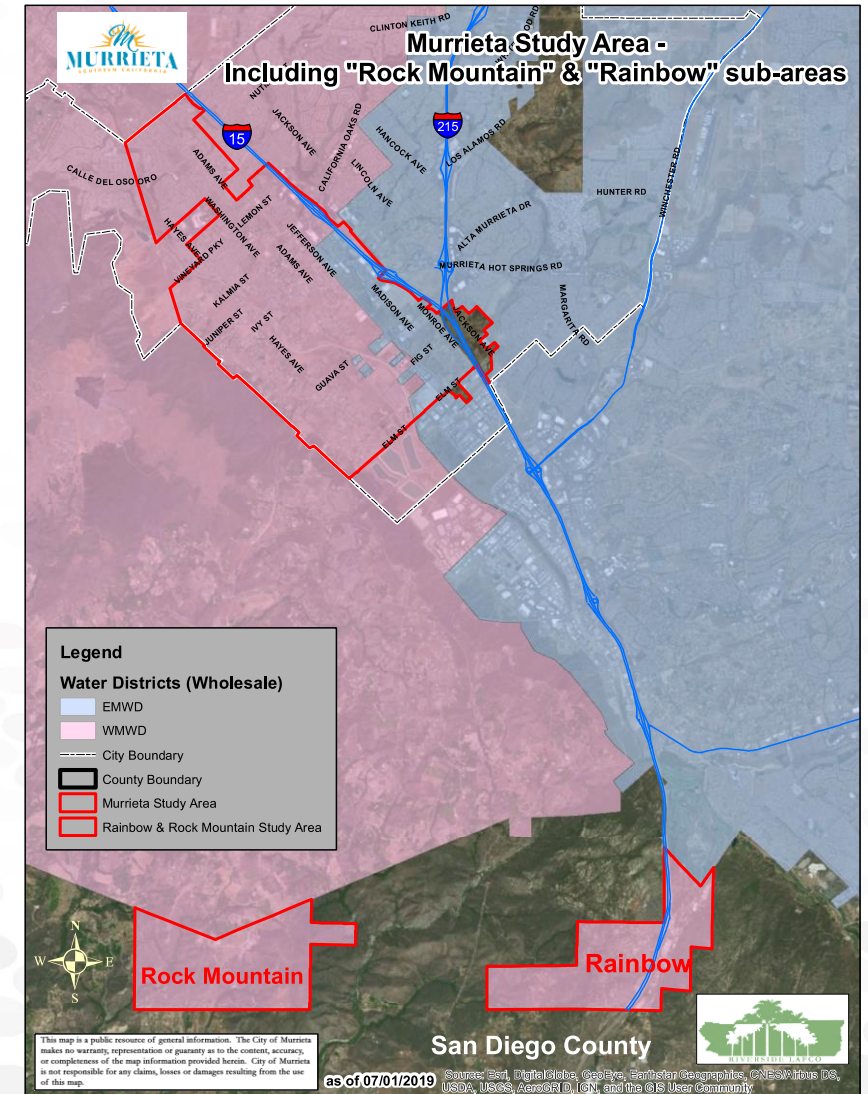 MURRIETA
SOUTHERN CALIFORNIA
Murrieta Study Area -
Including "Rock Mountain" & "Rainbow" sub-areas
CLINTON KEITH RD
15
215
JACKSON AVE
CALIFORNIA OAKS RD
HANCOCK AVE
LINCOLN AVE
LOS ALAMOS RD
WINCHESTER RD
HUNTER RD
CALLE DEL OSO ORO
ADAMS AVE
WASHINGTON AVE
LEMON ST
HAYES AVE
VINEYARD PKY
JEFFERSON AVE
ADAMS AVE
ALTA MURRIETA DR
MURRIETA HOT SPRINGS RD
MARGARITA RD
KALMIA ST
JUNIPER ST
IVY ST
HAYES AVE
MADISON AVE
MONROE AVE
JACKSON AVE
GUAVA ST
FIG ST
ELM ST
ELM ST
Legend
Water Districts (Wholesale)
EMWD
WMWD
City Boundary
County Boundary
Murrieta Study Area
Rainbow & Rock Mountain Study Area
N
W E
S
Rock Mountain
Rainbow
San Diego County
RIVERSIDE LAFCO
This map is a public resource of general information. The City of Murrieta
makes no warranty, representation or guaranty as to the content, accuracy,
or completeness of the map information provided herein. City of Murrieta
is not responsible for any claims, losses or damages resulting from the use
of this map.
as of 07/01/2019
Source: Esri, DigitalGlobe, GeoEye, Earthstar Geographics, CNES/Airbus DS,
USDA, USGS, AeroGRID, IGN, and the GIS User Community